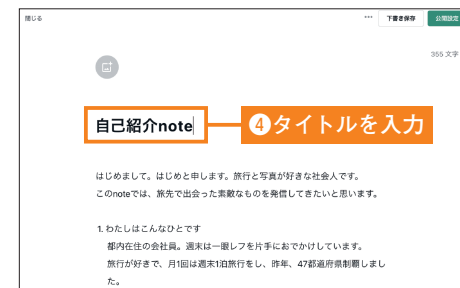 閉じる
下書き保存
公開設定
355 文字
自己紹介note
❹タイトルを入力
はじめまして。はじめと申します。旅行と写真が好きな社会人です。
このnoteでは、旅先で出会った素敵なものを発信してきたいと思います。
1. わたしはこんなひとです
都内在住の会社員。週末は一眼レフを片手におでかけしています。
旅行が好きで、月1回は週末1泊旅行をし、昨年、47都道府県制覇しまし
た。